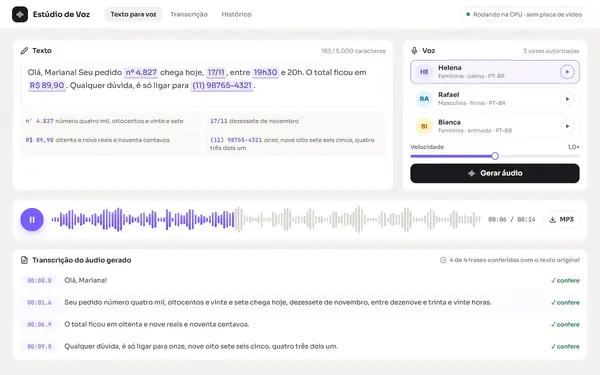 Estúdio de Voz
Texto para voz
Transcrição
Histórico
Rodando na CPU · sem placa de vídeo
Texto
193 / 5.000 caracteres
Olá, Mariana! Seu pedido nº 4.827 chega hoje, 17/11, entre 19h30 e 20h. O total ficou em
R$ 89,90. Qualquer dúvida, é só ligar para (11) 98765-4321.
nº 4.827 número quatro mil, oitocentos e vinte e sete
17/11 dezessete de novembro
R$ 89,90 oitenta e nove reais e noventa centavos
(11) 98765-4321 onze, nove oito sete seis cinco, quatro
três dois um
Voz
3 vozes autorizadas
HE
Helena
Feminina · calma · PT-BR
RA
Rafael
Masculina · firme · PT-BR
BI
Bianca
Feminina · animada · PT-BR
Velocidade
1,0×
Gerar áudio
00:06 / 00:14
MP3
Transcrição do áudio gerado
4 de 4 frases conferidas com o texto original
00:00.0 Olá, Mariana! ✓ confere
00:01.6 Seu pedido número quatro mil, oitocentos e vinte e sete chega hoje, dezessete de novembro, entre dezenove e trinta e vinte horas. ✓ confere
00:06.9 O total ficou em oitenta e nove reais e noventa centavos. ✓ confere
00:09.8 Qualquer dúvida, é só ligar para onze, nove oito sete seis cinco, quatro três dois um. ✓ confere